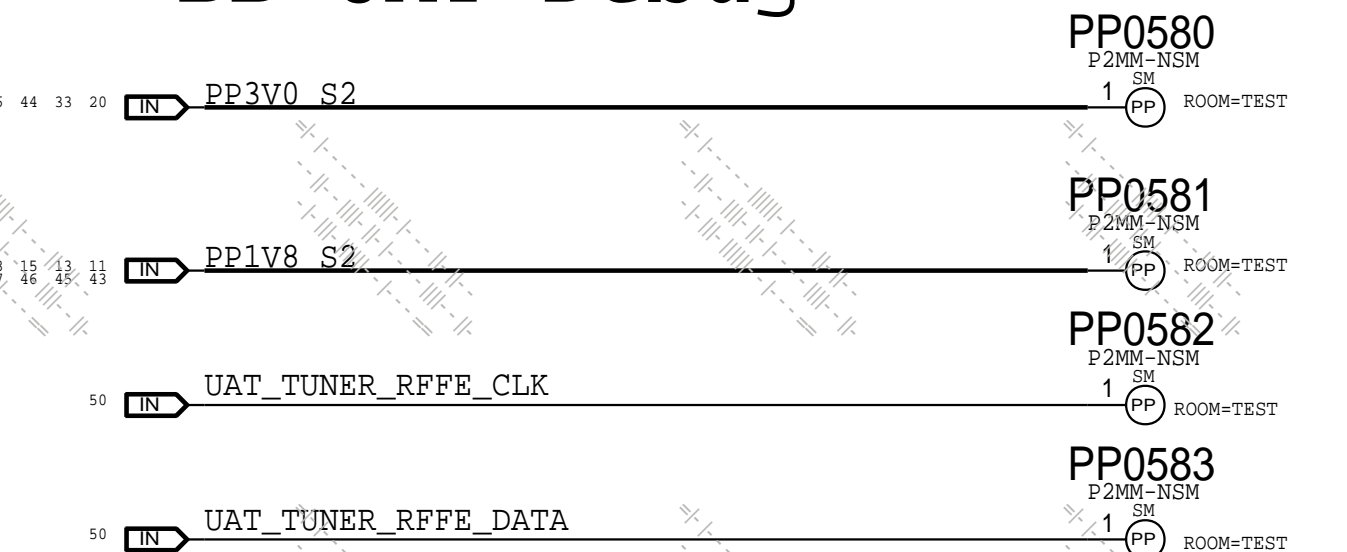 PP0580
P2MM-NSM
SM
44 33 20 IN PP3V0_S2 1 PP ROOM=TEST
PP0581
P2MM-NSM
SM
15 13 11 IN PP1V8_S2 1 PP ROOM=TEST
46 45 43
PP0582
P2MM-NSM
SM
50 IN UAT_TUNER_RFFE_CLK 1 PP ROOM=TEST
PP0583
P2MM-NSM
SM
50 IN UAT_TUNER_RFFE_DATA 1 PP ROOM=TEST